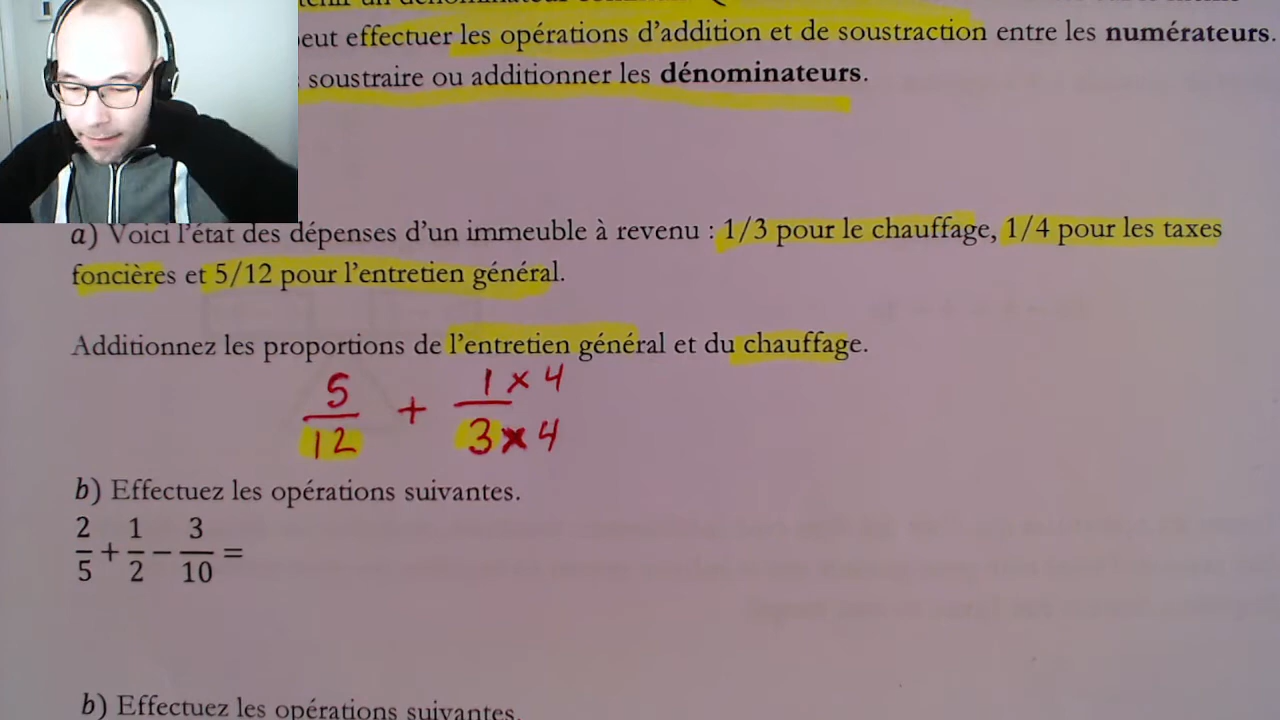 eut effectuer les opérations d'addition et de soustraction entre les numérateurs.
soustraire ou additionner les dénominateurs.
a) Voici l'état des dépenses d'un immeuble à revenu : 1/3 pour le chauffage, 1/4 pour les taxes
foncières et 5/12 pour l'entretien général.
Additionnez les proportions de l'entretien général et du chauffage.
5/12 + 1 x 4/3 x 4
b) Effectuez les opérations suivantes.
2/5 + 1/2 − 3/10 =
b) Effectuez les opérations suivantes.